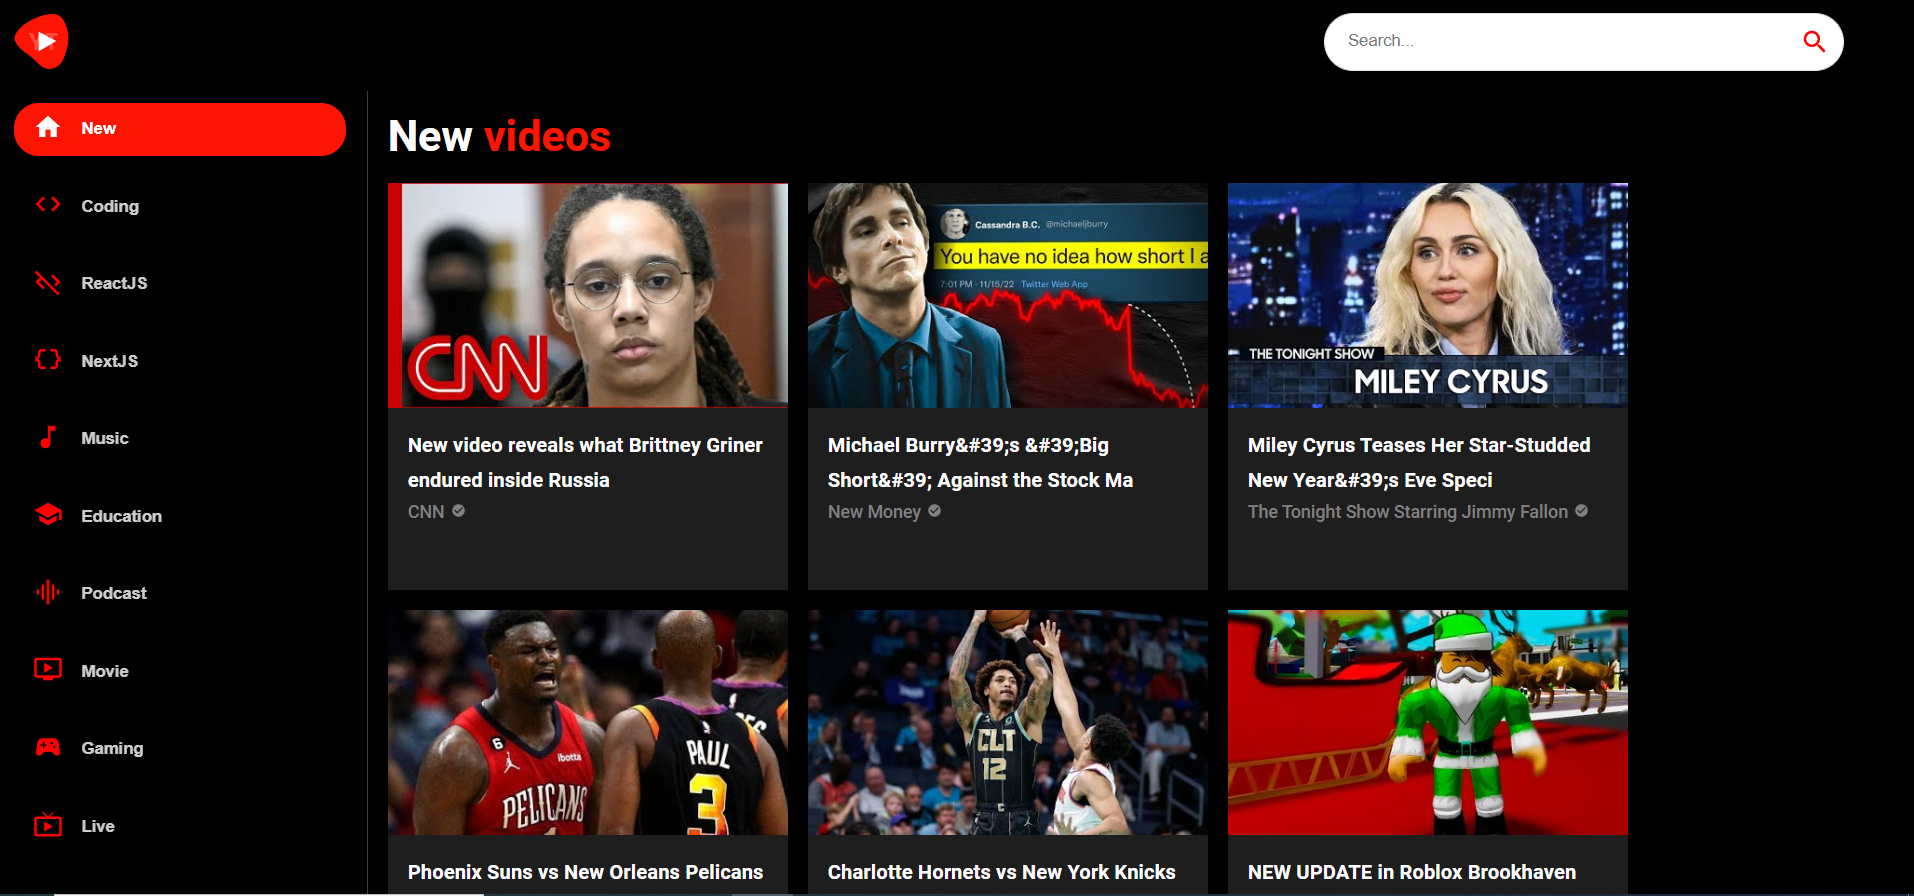 Search...
New
Coding
ReactJS
NextJS
Music
Education
Podcast
Movie
Gaming
Live
New videos
CNN
New video reveals what Brittney Griner
endured inside Russia
CNN
Cassandra B.C. @michaeljburry
You have no idea how short I a
7:01 PM · 11/15/22 Twitter Web App
Michael Burry&#39;s &#39;Big
Short&#39; Against the Stock Ma
New Money
THE TONIGHT SHOW
MILEY CYRUS
Miley Cyrus Teases Her Star-Studded
New Year&#39;s Eve Speci
The Tonight Show Starring Jimmy Fallon
6
ibotta
PELICANS
PAUL
3
Phoenix Suns vs New Orleans Pelicans
CLT
12
Charlotte Hornets vs New York Knicks
NEW UPDATE in Roblox Brookhaven